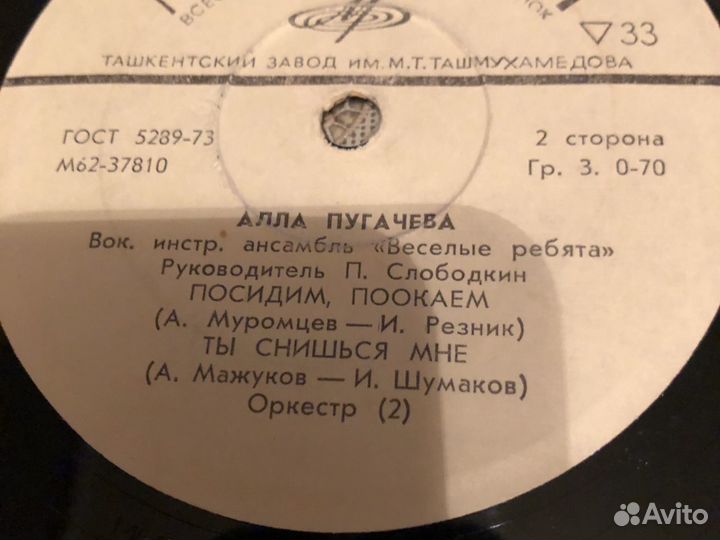 ▽33
ТАШКЕНТСКИЙ ЗАВОД ИМ. М. Т. ТАШМУХАМЕДОВА
ГОСТ 5289-73
М62-37810
2 сторона
Гр. 3. 0-70
АЛЛА ПУГАЧЕВА
Вок. инстр. ансамбль «Веселые ребята»
Руководитель П. Слободкин
ПОСИДИМ, ПООКАЕМ
(А. Муромцев — И. Резник)
ТЫ СНИШЬСЯ МНЕ
(А. Мажуков — И. Шумаков)
Оркестр (2)
Avito